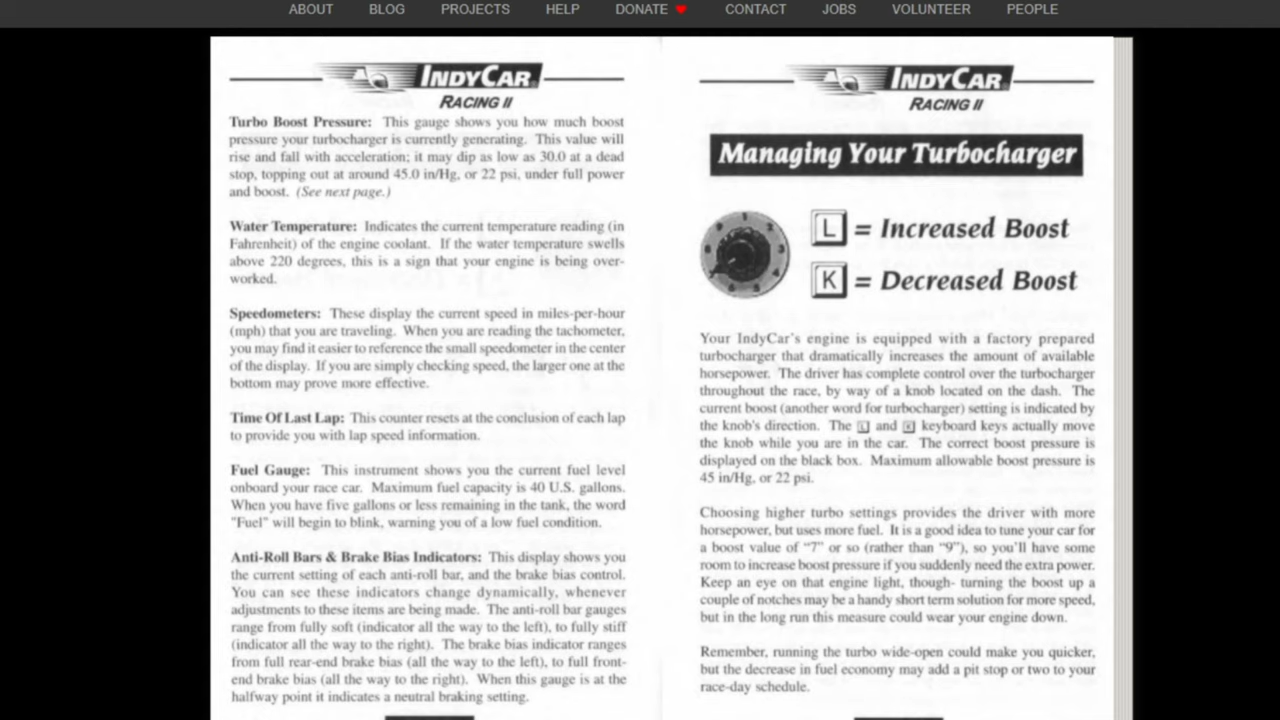 ABOUT BLOG PROJECTS HELP DONATE CONTACT JOBS VOLUNTEER PEOPLE
INDYCAR
RACING II
Turbo Boost Pressure: This gauge shows you how much boost
pressure your turbocharger is currently generating. This value will
rise and fall with acceleration; it may dip as low as 30.0 at a dead
stop, topping out at around 45.0 in/Hg, or 22 psi, under full power
and boost. (See next page.)
Water Temperature: Indicates the current temperature reading (in
Fahrenheit) of the engine coolant. If the water temperature swells
above 220 degrees, this is a sign that your engine is being over-
worked.
Speedometers: These display the current speed in miles-per-hour
(mph) that you are traveling. When you are reading the tachometer,
you may find it easier to reference the small speedometer in the center
of the display. If you are simply checking speed, the larger one at the
bottom may prove more effective.
Time Of Last Lap: This counter resets at the conclusion of each lap
to provide you with lap speed information.
Fuel Gauge: This instrument shows you the current fuel level
onboard your race car. Maximum fuel capacity is 40 U.S. gallons.
When you have five gallons or less remaining in the tank, the word
"Fuel" will begin to blink, warning you of a low fuel condition.
Anti-Roll Bars & Brake Bias Indicators: This display shows you
the current setting of each anti-roll bar, and the brake bias control.
You can see these indicators change dynamically, whenever
adjustments to these items are being made. The anti-roll bar gauges
range from fully soft (indicator all the way to the left), to fully stiff
(indicator all the way to the right). The brake bias indicator ranges
from full rear-end brake bias (all the way to the left), to full front-
end brake bias (all the way to the right). When this gauge is at the
halfway point it indicates a neutral braking setting.
INDYCAR
RACING II
Managing Your Turbocharger
L = Increased Boost
K = Decreased Boost
Your IndyCar's engine is equipped with a factory prepared
turbocharger that dramatically increases the amount of available
horsepower. The driver has complete control over the turbocharger
throughout the race, by way of a knob located on the dash. The
current boost (another word for turbocharger) setting is indicated by
the knob's direction. The L and K keyboard keys actually move
the knob while you are in the car. The correct boost pressure is
displayed on the black box. Maximum allowable boost pressure is
45 in/Hg, or 22 psi.
Choosing higher turbo settings provides the driver with more
horsepower, but uses more fuel. It is a good idea to tune your car for
a boost value of "7" or so (rather than "9"), so you'll have some
room to increase boost pressure if you suddenly need the extra power.
Keep an eye on that engine light, though- turning the boost up a
couple of notches may be a handy short term solution for more speed,
but in the long run this measure could wear your engine down.
Remember, running the turbo wide-open could make you quicker,
but the decrease in fuel economy may add a pit stop or two to your
race-day schedule.